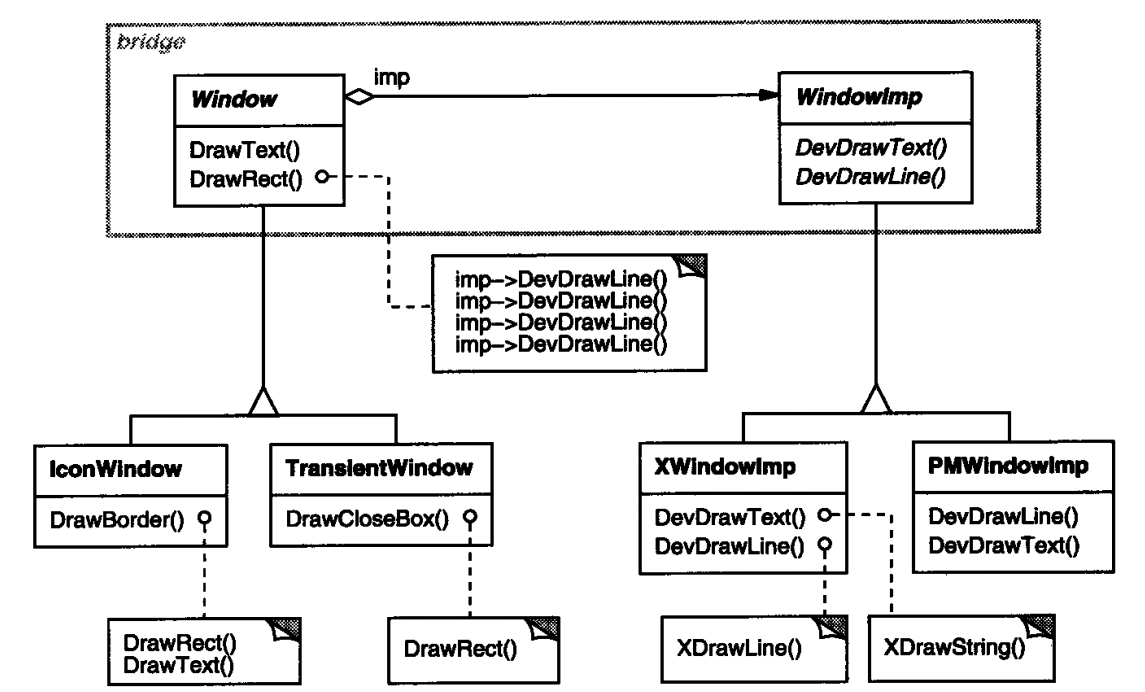 bridge
imp
Window
WindowImp
DrawText()
DrawRect()
DevDrawText()
DevDrawLine()
imp->DevDrawLine()
imp->DevDrawLine()
imp->DevDrawLine()
imp->DevDrawLine()
IconWindow
DrawBorder()
TransientWindow
DrawCloseBox()
XWindowImp
DevDrawText()
DevDrawLine()
PMWindowImp
DevDrawLine()
DevDrawText()
DrawRect()
DrawText()
DrawRect()
XDrawLine()
XDrawString()